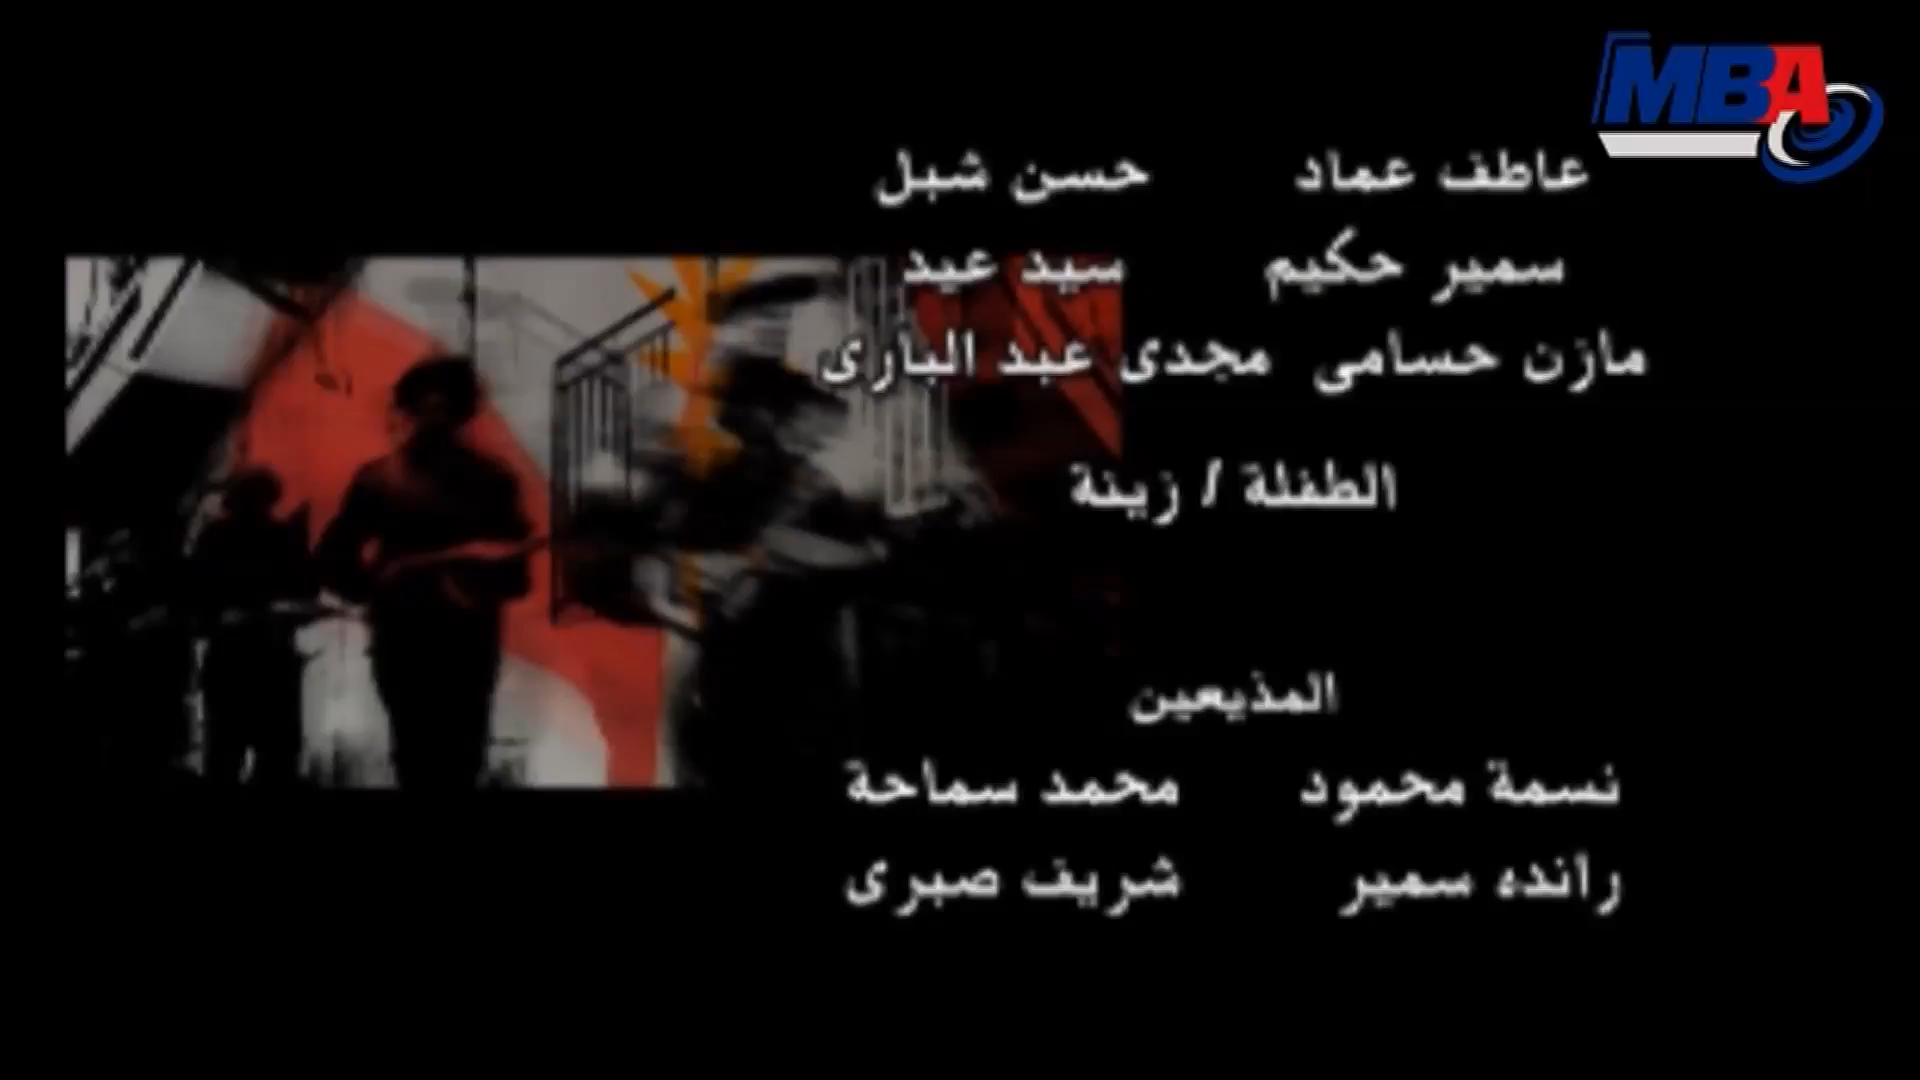 MBA
عاطف عماد حسن شبل
سمير حكيم سيد عيد
مازن حسامى مجدى عبد البارى
الطفلة / زينة
المذيعين
نسمة محمود محمد سماحة
رانده سمير شريف صبرى